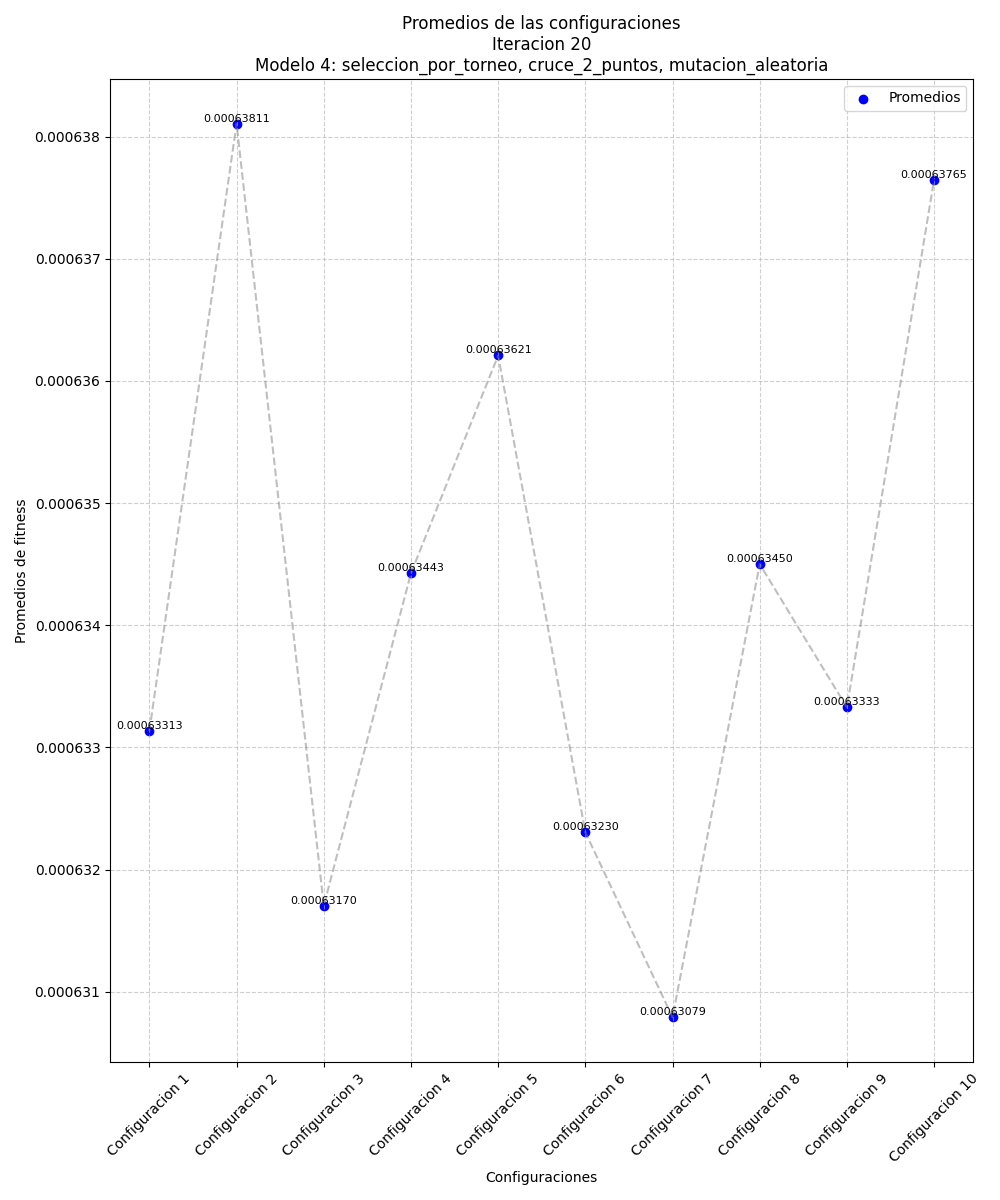 Promedios de las configuraciones
Iteracion 20
Modelo 4: seleccion_por_torneo, cruce_2_puntos, mutacion_aleatoria
Promedios
0.000638
0.000637
0.000636
0.000635
0.000634
0.000633
0.000632
0.000631
Promedios de fitness
0.00063313
0.00063811
0.00063170
0.00063443
0.00063621
0.00063230
0.00063079
0.00063450
0.00063333
0.00063765
Configuracion 1
Configuracion 2
Configuracion 3
Configuracion 4
Configuracion 5
Configuracion 6
Configuracion 7
Configuracion 8
Configuracion 9
Configuracion 10
Configuraciones